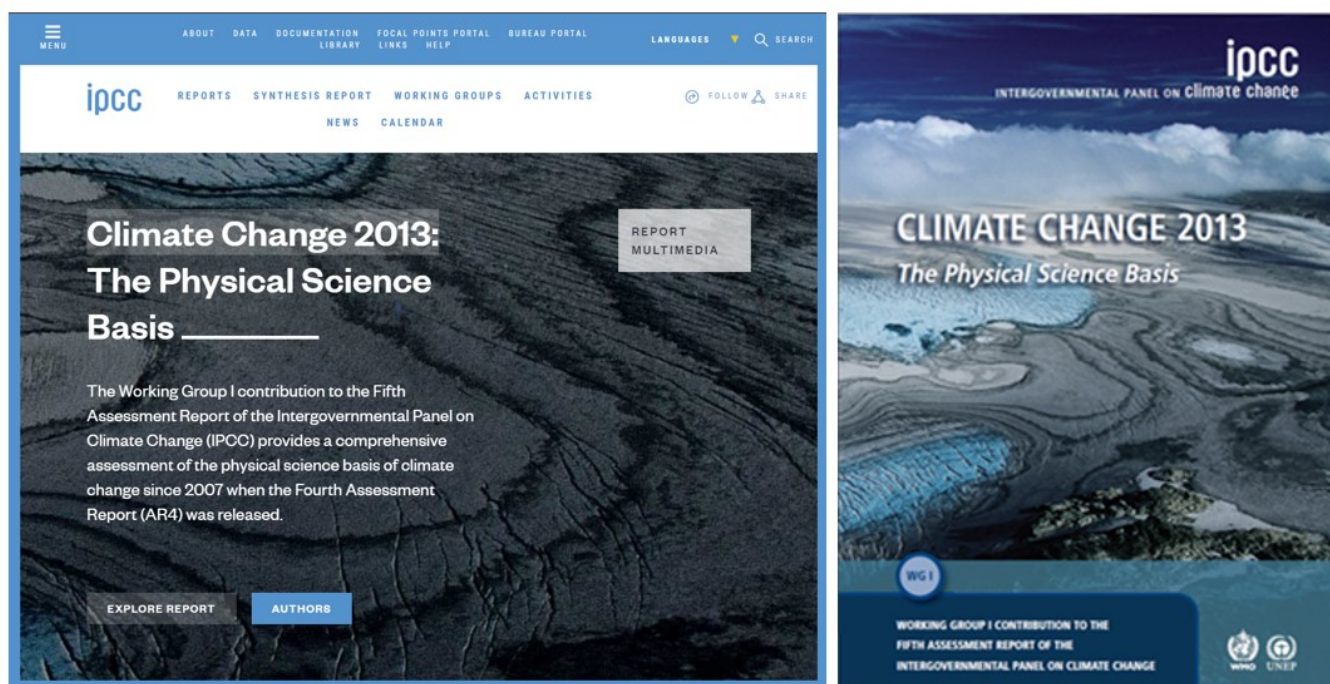 MENU
ABOUT DATA DOCUMENTATION FOCAL POINTS PORTAL BUREAU PORTAL
LIBRARY LINKS HELP
LANGUAGES SEARCH
ipcc
REPORTS SYNTHESIS REPORT WORKING GROUPS ACTIVITIES
NEWS CALENDAR
FOLLOW SHARE
Climate Change 2013:
The Physical Science
Basis
REPORT
MULTIMEDIA
The Working Group I contribution to the Fifth
Assessment Report of the Intergovernmental Panel on
Climate Change (IPCC) provides a comprehensive
assessment of the physical science basis of climate
change since 2007 when the Fourth Assessment
Report (AR4) was released.
EXPLORE REPORT AUTHORS
ipcc
INTERGOVERNMENTAL PANEL ON climate change
CLIMATE CHANGE 2013
The Physical Science Basis
WG I
WORKING GROUP I CONTRIBUTION TO THE
FIFTH ASSESSMENT REPORT OF THE
INTERGOVERNMENTAL PANEL ON CLIMATE CHANGE
WMO UNEP